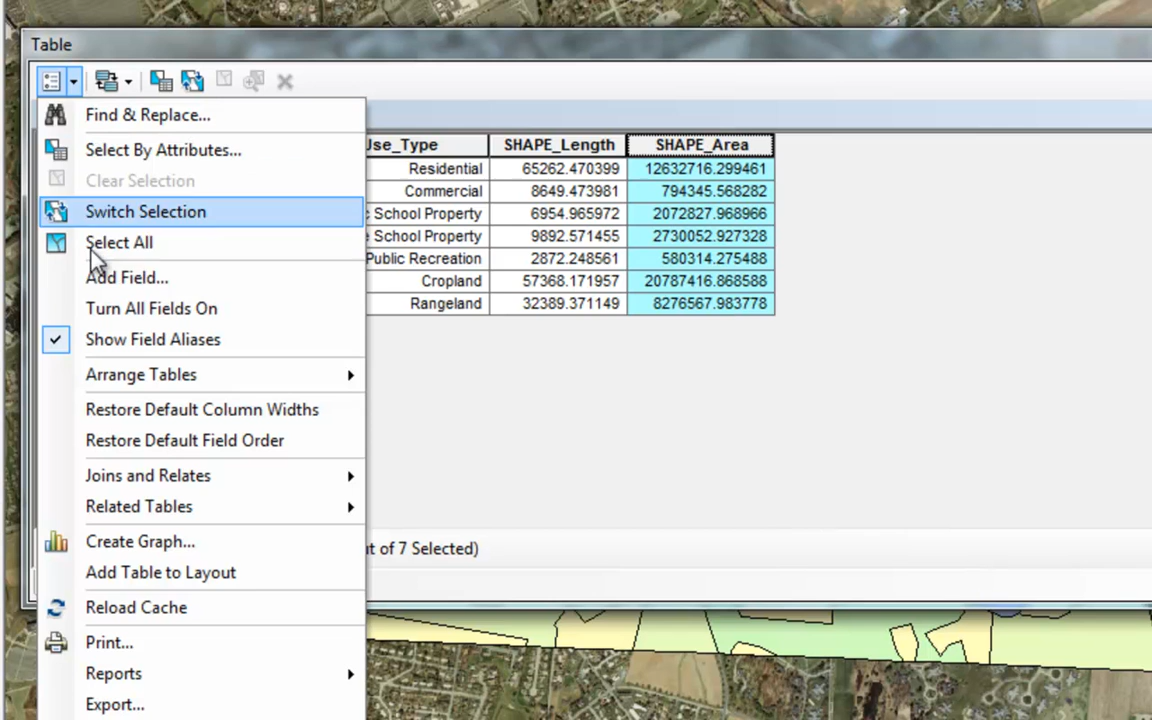 Table
Find & Replace...
Select By Attributes...
Clear Selection
Switch Selection
Select All
Add Field...
Turn All Fields On
Show Field Aliases
Arrange Tables
Restore Default Column Widths
Restore Default Field Order
Joins and Relates
Related Tables
Create Graph...
Add Table to Layout
Reload Cache
Print...
Reports
Export...
Use_Type SHAPE_Length SHAPE_Area
Residential 65262.470399 12632716.299461
Commercial 8649.473981 794345.568282
School Property 6954.965972 2072827.968966
School Property 9892.571455 2730052.927328
Public Recreation 2872.248561 580314.275488
Cropland 57368.171957 20787416.868588
Rangeland 32389.371149 8276567.983778
of 7 Selected)